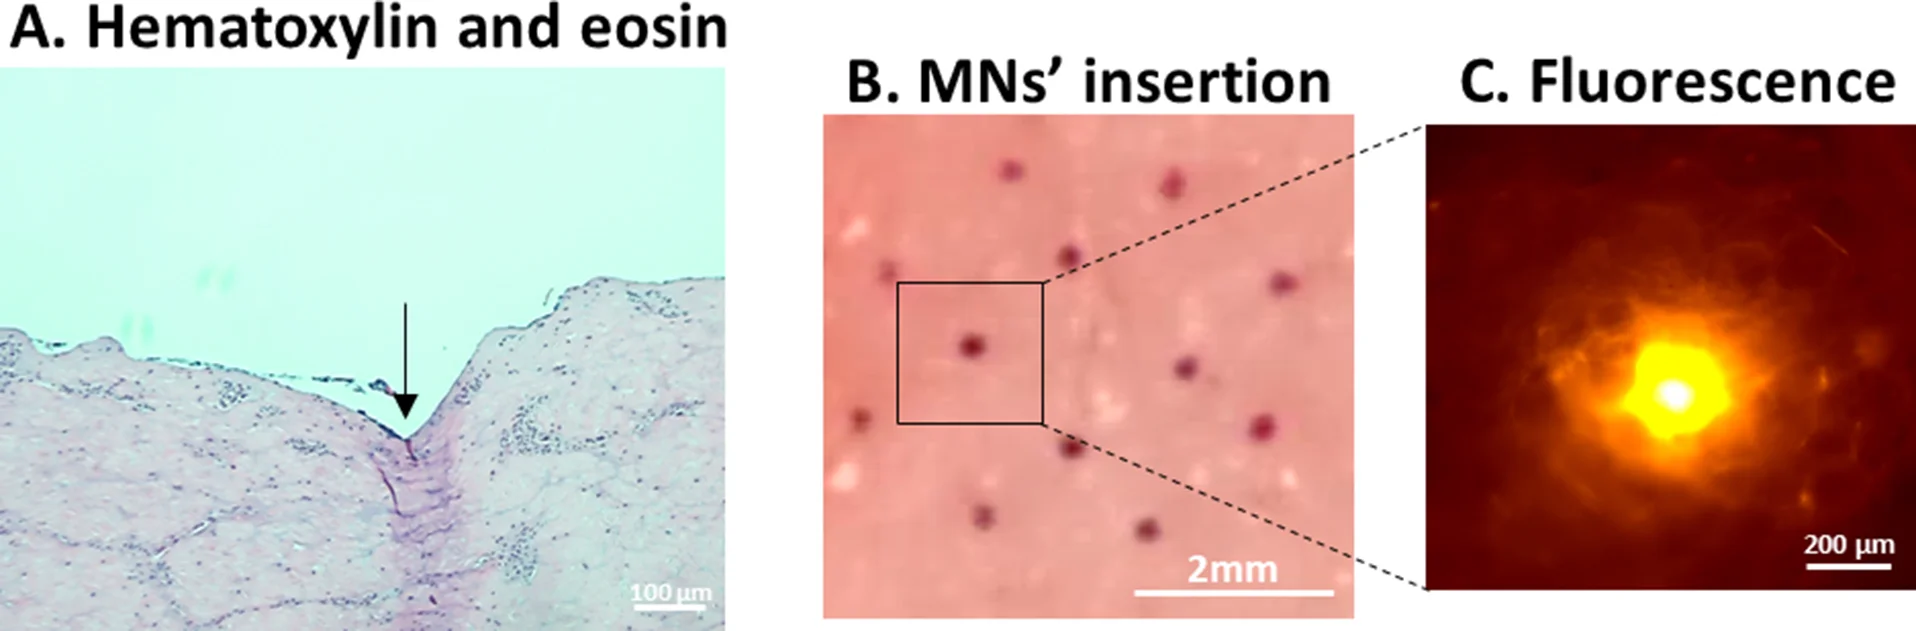 A. Hematoxylin and eosin
B. MNs’ insertion
C. Fluorescence
100 µm
2mm
200 µm